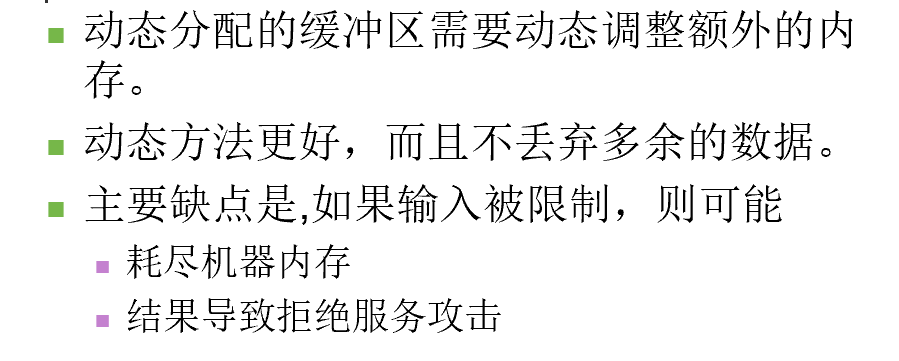 动态分配的缓冲区需要动态调整额外的内
存。
动态方法更好，而且不丢弃多余的数据。
主要缺点是,如果输入被限制，则可能
耗尽机器内存
结果导致拒绝服务攻击